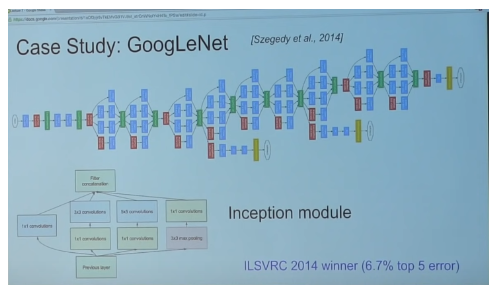 Case Study: GoogLeNet
[Szegedy et al., 2014]
Filter
concatenation
1x1 convolutions
3x3 convolutions
5x5 convolutions
1x1 convolutions
1x1 convolutions
1x1 convolutions
3x3 max pooling
Previous layer
Inception module
ILSVRC 2014 winner (6.7% top 5 error)